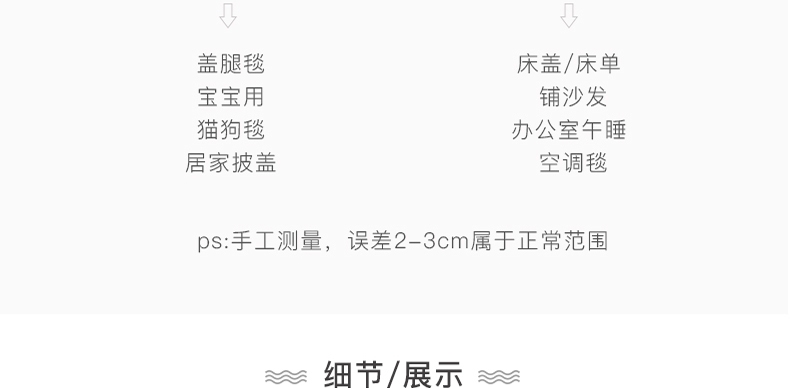 盖腿毯
宝宝用
猫狗毯
居家披盖
床盖/床单
铺沙发
办公室午睡
空调毯
ps:手工测量，误差2-3cm属于正常范围
细节/展示